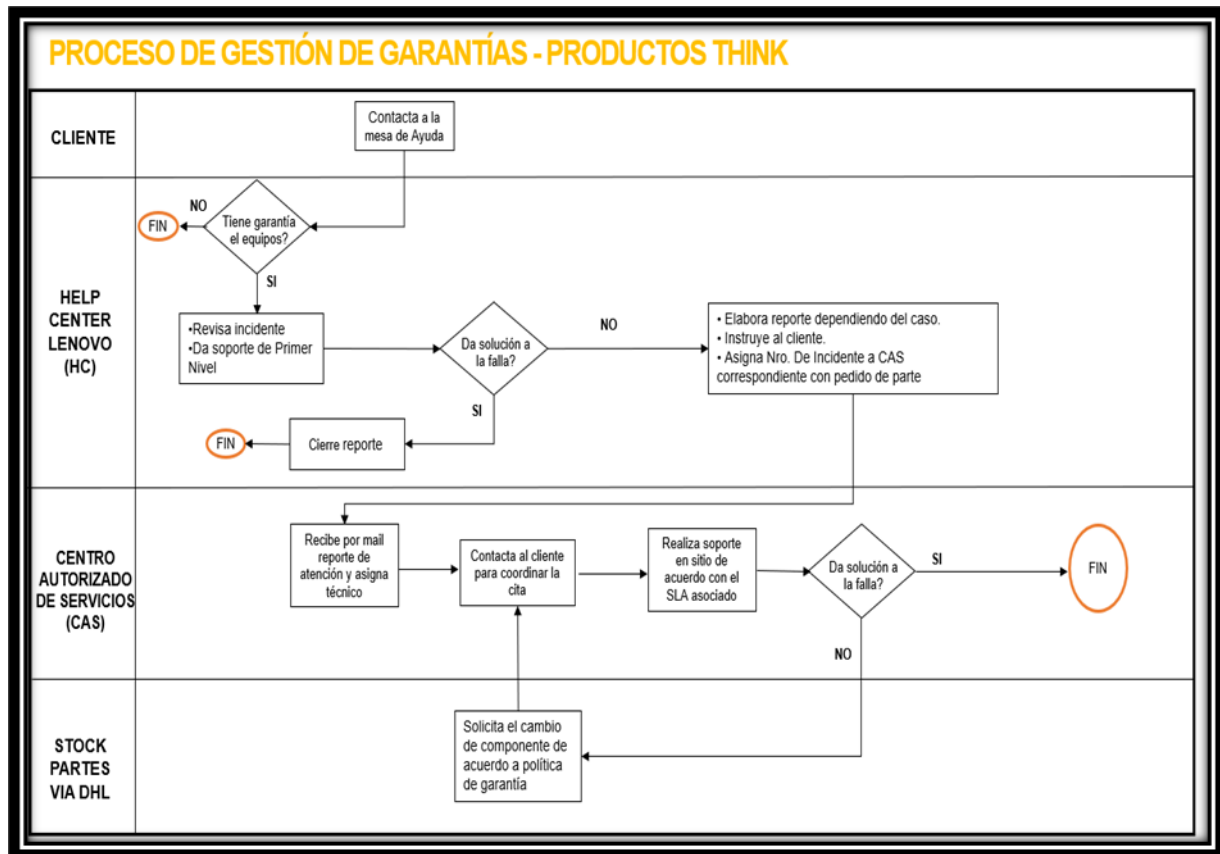 PROCESO DE GESTIÓN DE GARANTÍAS - PRODUCTOS THINK
CLIENTE
Contacta a la
mesa de Ayuda
HELP
CENTER
LENOVO
(HC)
NO
FIN
Tiene garantía
el equipos?
SI
•Revisa incidente
•Da soporte de Primer
Nivel
Da solución a
la falla?
NO
• Elabora reporte dependiendo del caso.
• Instruye al cliente.
• Asigna Nro. De Incidente a CAS
correspondiente con pedido de parte
SI
FIN
Cierre reporte
CENTRO
AUTORIZADO
DE SERVICIOS
(CAS)
Recibe por mail
reporte de
atención y asigna
técnico
Contacta al cliente
para coordinar la
cita
Realiza soporte
en sitio de
acuerdo con el
SLA asociado
Da solución a
la falla?
SI
FIN
NO
STOCK
PARTES
VIA DHL
Solicita el cambio
de componente de
acuerdo a política
de garantía